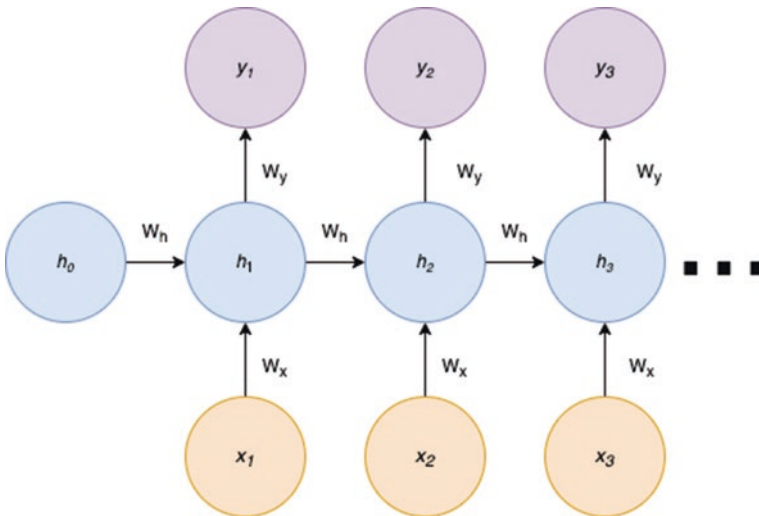 y₁ y₂ y₃
Wy Wy Wy
h₀ Wh h₁ Wh h₂ Wh h₃
Wx Wx Wx
x₁ x₂ x₃